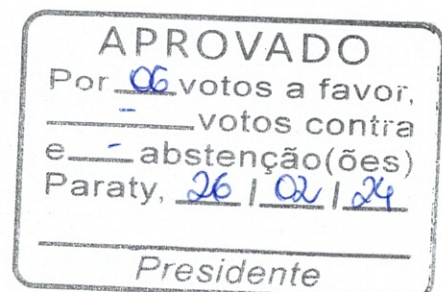 APROVADO
Por 06 votos a favor,
- votos contra
e - abstenção(ões)
Paraty, 26 / 02 / 24
Presidente